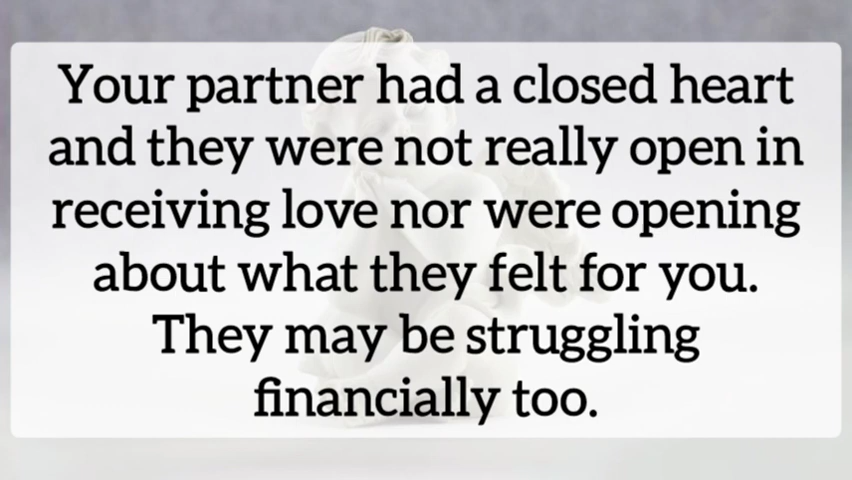 Your partner had a closed heart
and they were not really open in
receiving love nor were opening
about what they felt for you.
They may be struggling
financially too.